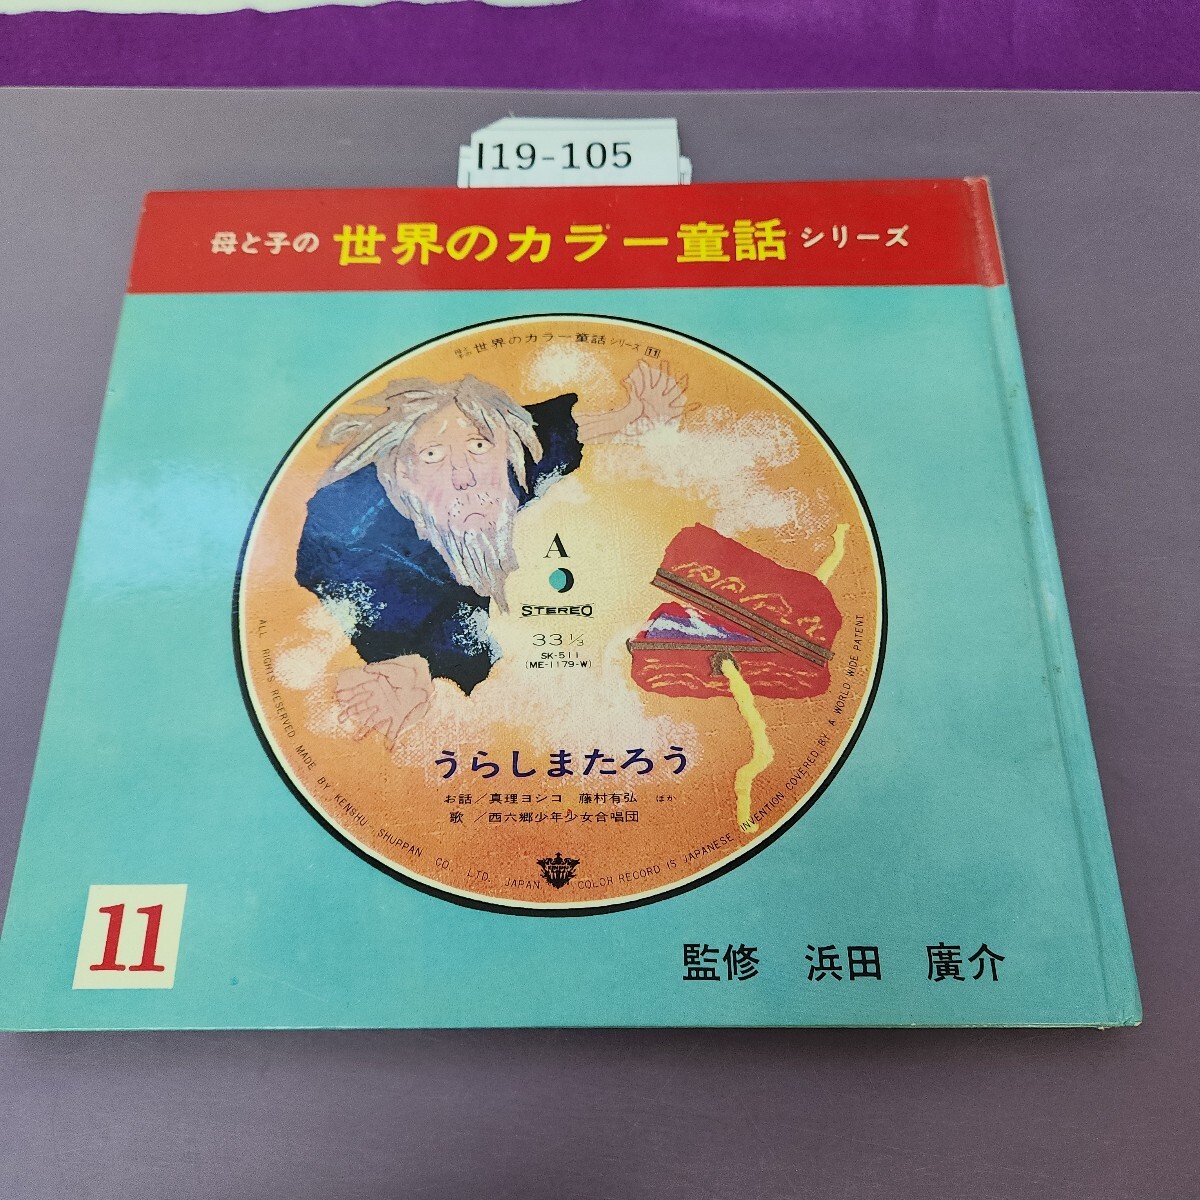 I19-105
母と子の 世界のカラー童話 シリーズ
母と子の 世界のカラー童話 シリーズ 11
A
STEREO
33⅓
SK-511
(ME-1179-W)
うらしまたろう
お話/真理ヨシコ 藤村有弘 ほか
歌/西六郷少年少女合唱団
ALL RIGHTS RESERVED MADE BY KENSHU-SHUPPAN CO. LTD. JAPAN. COLOR RECORD IS JAPANESE INVENTION COVERED BY A WORLD WIDE PATENT
11
監修 浜田 廣介